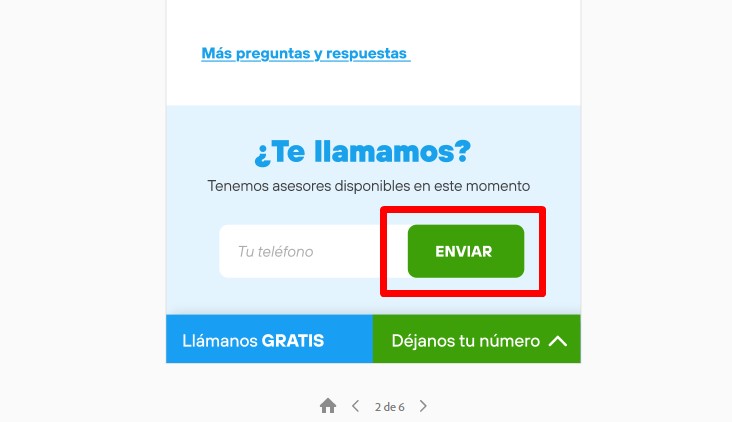 Más preguntas y respuestas
¿Te llamamos?
Tenemos asesores disponibles en este momento
Tu teléfono
ENVIAR
Llámanos GRATIS
Déjanos tu número
2 de 6